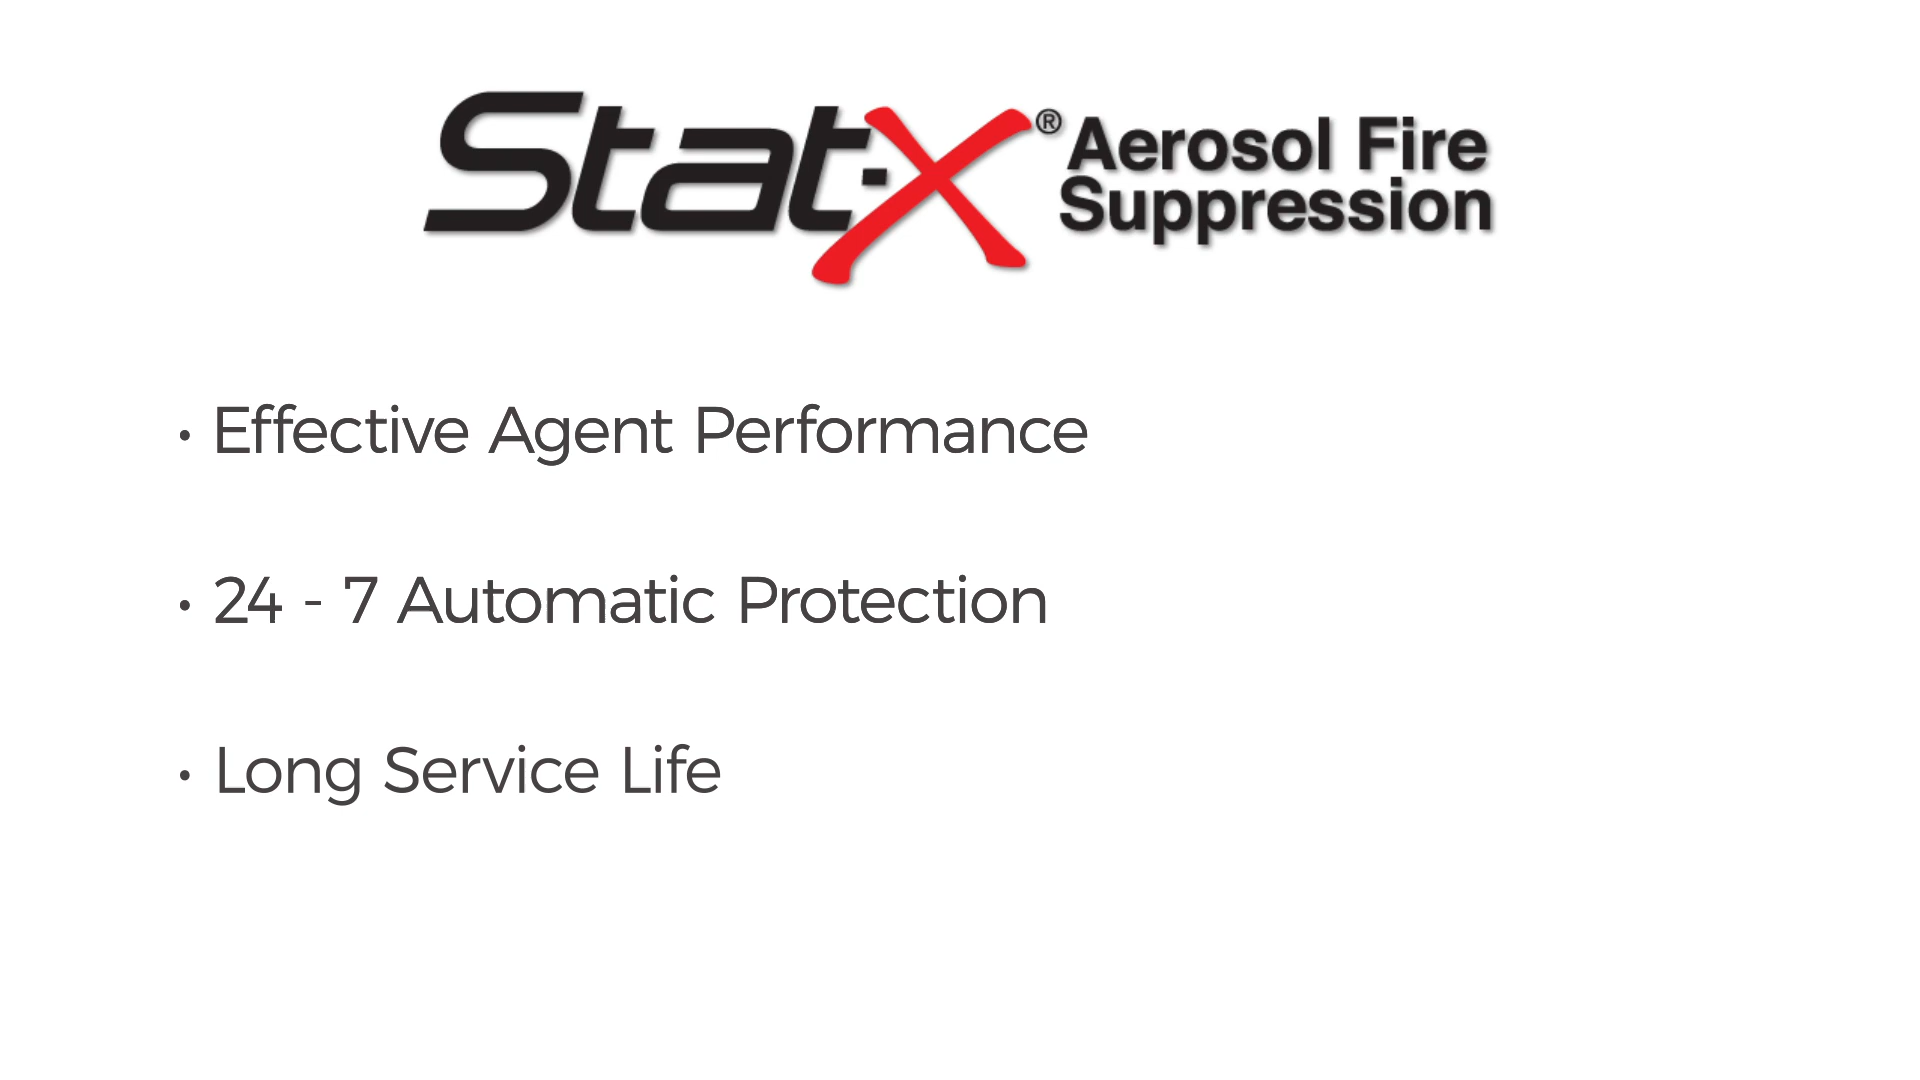 Stat-X® Aerosol Fire
Suppression
• Effective Agent Performance
• 24 - 7 Automatic Protection
• Long Service Life